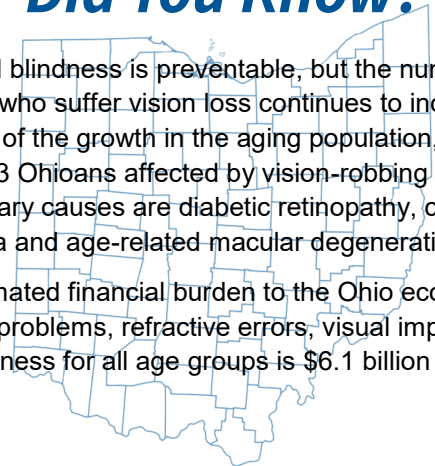 Did You Know?
blindness is preventable, but the nu
who suffer vision loss continues to in
of the growth in the aging population,
3 Ohioans affected by vision-robbing
ary causes are diabetic retinopathy,
a and age-related macular degenerati
nated financial burden to the Ohio ec
problems, refractive errors, visual imp
ness for all age groups is $6.1 billion